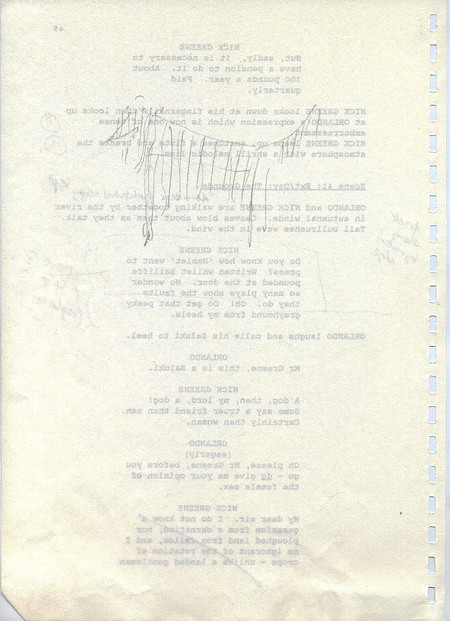 49
NICK GREENE
But, sadly, it is necessary to
have a pension to do it. About
300 pounds a year. Paid
quarterly.
NICK GREENE looks down at his fingers then looks up
at ORLANDO's expression which is now one of tense
embarrassment.
NICK GREENE leaps up, snatches a flute and breaks the
atmosphere with a shrill melodic line.
Scene 41: Ext/Day: The Grounds
ORLANDO and NICK GREENE are walking together by the river
in autumnal winds. Leaves blow about them as they talk.
Tall bullrushes wave in the wind.
NICK GREENE
Do you know how 'Hamlet' went to
press? Written whilst bailiffs
pounded at the door. No wonder
so many plays show the faults
they do. Oh! Do get that peaky
greyhound from my heels.
ORLANDO laughs and calls his Saluki to heel.
ORLANDO
Mr Greene, this is a Saluki.
NICK GREENE
A dog, then, my lord, a dog!
Some say a truer friend than man.
Certainly than woman.
ORLANDO
(eagerly)
Oh please, Mr Greene, before you
go - do give me your opinion of
the female sex.
NICK GREENE
My dear sir. I do not know a
geranium from a carnation, nor
ploughed land from fallow, and I
am ignorant of the rotation of
crops - unlike a landed gentleman